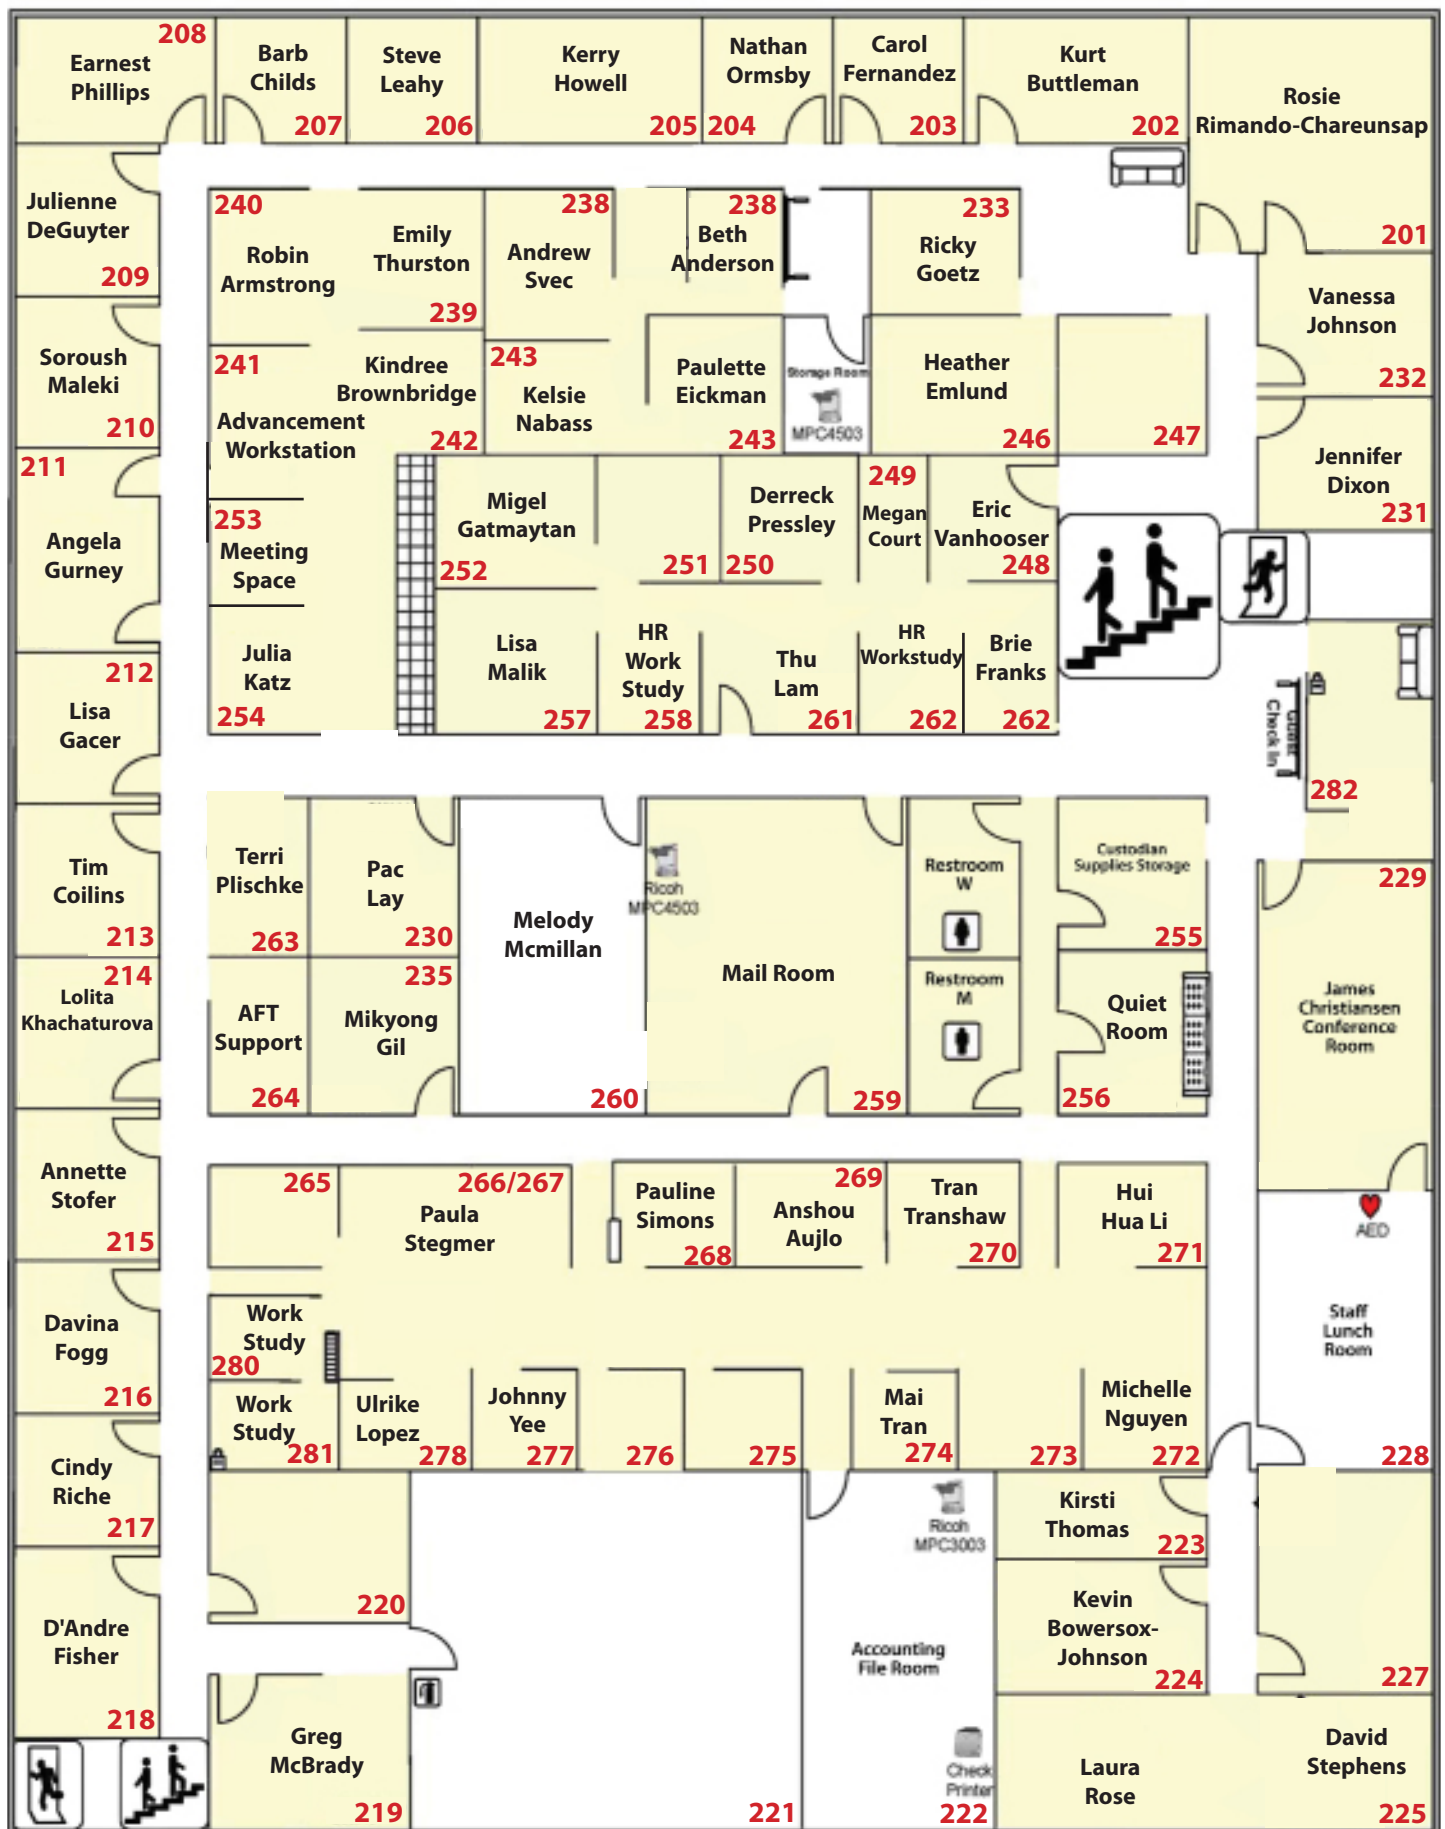 208
Earnest
Phillips
Barb
Childs
207
Steve
Leahy
206
Kerry
Howell
205
Nathan
Ormsby
204
Carol
Fernandez
203
Kurt
Buttleman
202
Rosie
Rimando-Chareunsap
201
Julienne
DeGuyter
209
240
Robin
Armstrong
Emily
Thurston
239
238
Andrew
Svec
238
Beth
Anderson
233
Ricky
Goetz
Vanessa
Johnson
232
Soroush
Maleki
210
241
Advancement
Workstation
Kindree
Brownbridge
242
243
Kelsie
Nabass
Paulette
Eickman
243
Storage Room
MPC4503
Heather
Emlund
246
247
Jennifer
Dixon
231
211
Angela
Gurney
253
Meeting
Space
Migel
Gatmaytan
252
251
Derreck
Pressley
250
249
Megan
Court
Eric
Vanhooser
248
212
Lisa
Gacer
Julia
Katz
254
Lisa
Malik
257
HR
Work
Study
258
Thu
Lam
261
HR
Workstudy
262
Brie
Franks
262
Guest
Check In
282
Tim
Coilins
213
Terri
Plischke
263
Pac
Lay
230
Melody
Mcmillan
260
Ricoh
MPC4503
Mail Room
259
Restroom
W
Restroom
M
Custodian
Supplies Storage
255
Quiet
Room
256
229
James
Christiansen
Conference
Room
214
Lolita
Khachaturova
AFT
Support
264
235
Mikyong
Gil
Annette
Stofer
215
265
266/267
Paula
Stegmer
Pauline
Simons
268
269
Anshou
Aujlo
Tran
Transhaw
270
Hui
Hua Li
271
AED
Staff
Lunch
Room
228
Davina
Fogg
216
Work
Study
280
Work
Study
281
Ulrike
Lopez
278
Johnny
Yee
277
276
275
Mai
Tran
274
273
Michelle
Nguyen
272
Cindy
Riche
217
220
Ricoh
MPC3003
Kirsti
Thomas
223
D'Andre
Fisher
218
Accounting
File Room
Kevin
Bowersox-
Johnson
224
227
Greg
McBrady
219
221
Check
Printer
222
Laura
Rose
David
Stephens
225